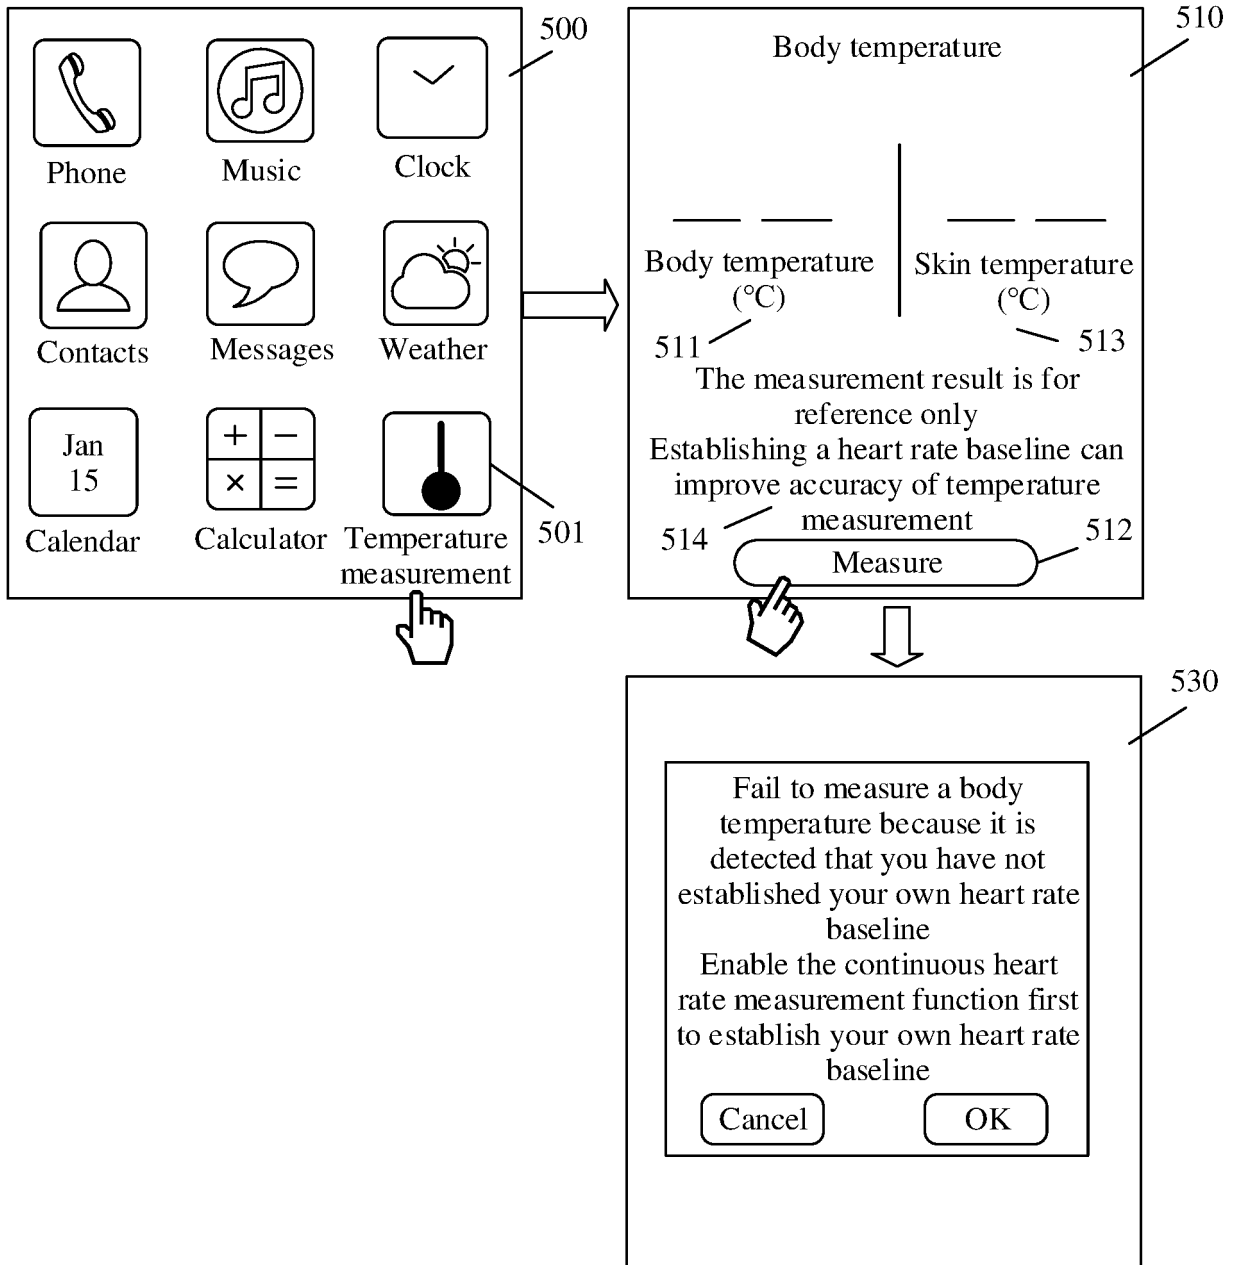 500
Phone
Music
Clock
Contacts
Messages
Weather
Jan
15
+
−
×
=
Calendar
Calculator
Temperature
measurement
501
510
Body temperature
Body temperature
(°C)
Skin temperature
(°C)
511
513
The measurement result is for
reference only
Establishing a heart rate baseline can
improve accuracy of temperature
measurement
514
512
Measure
530
Fail to measure a body
temperature because it is
detected that you have not
established your own heart rate
baseline
Enable the continuous heart
rate measurement function first
to establish your own heart rate
baseline
Cancel
OK